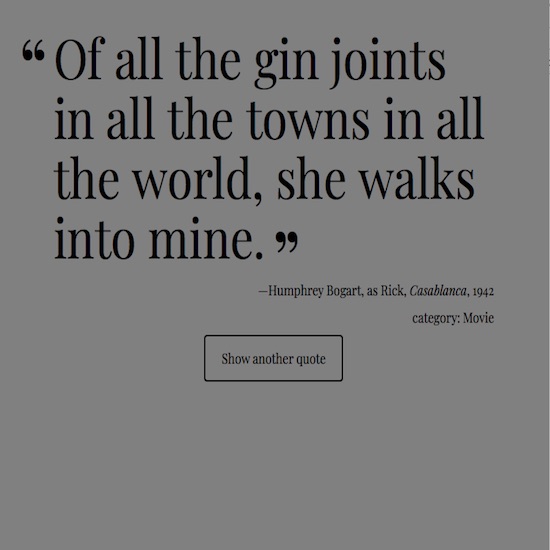 “Of all the gin joints
in all the towns in all
the world, she walks
into mine.”
—Humphrey Bogart, as Rick, Casablanca, 1942
category: Movie
Show another quote